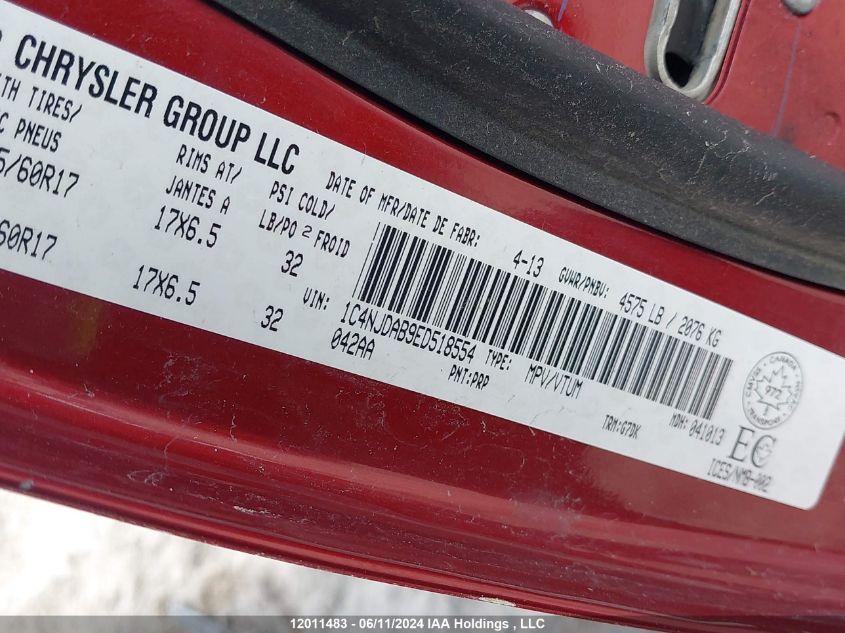 CHRYSLER GROUP LLC
DATE OF MFR/DATE DE FABR: 4-13 GVWR/PNBV: 4575 LB / 2076 KG
TIRES/ RIMS AT/ PSI COLD/
PNEUS JANTES A LB/PO 2 FROID
/60R17 17X6.5 32
60R17 17X6.5 32
VIN: 1C4NJDAB9ED518554 TYPE: MPV/VTUM
042AA PNT:PRP TRM:G7DK MDH: 041013
CANADA
TRANSPORT
972
EC
ICES/NMB-002
12011483 - 06/11/2024 IAA Holdings, LLC